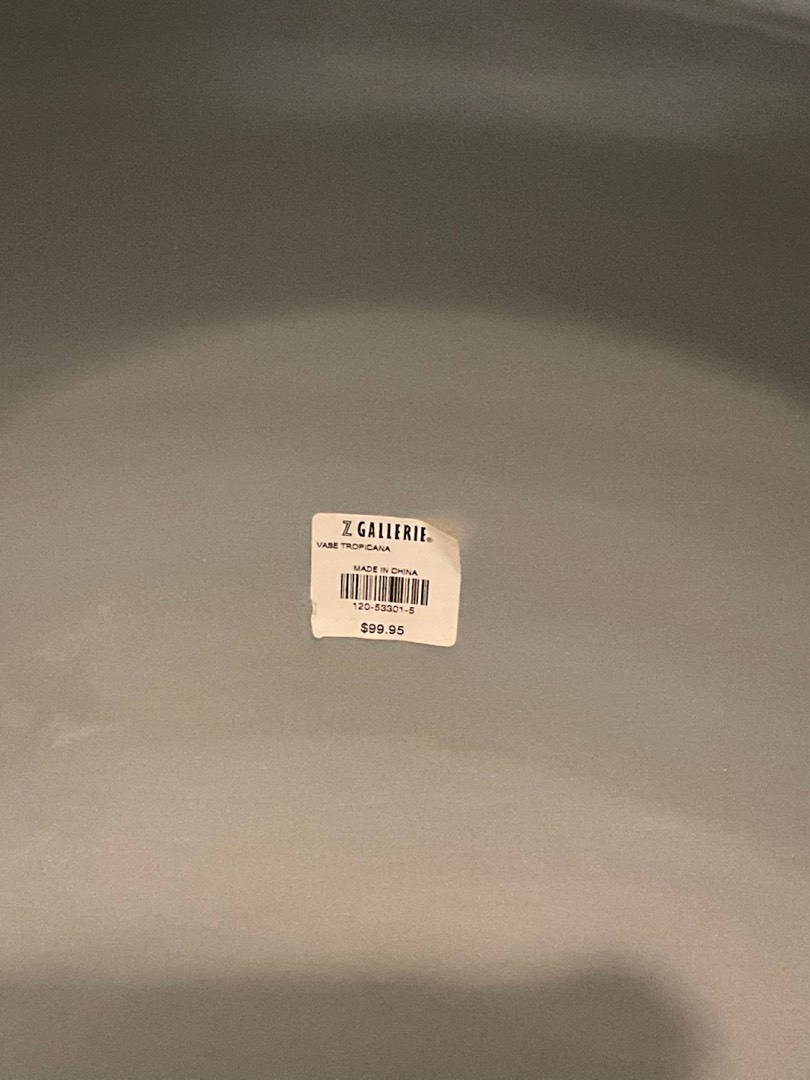 Z GALLERIE®
VASE TROPICANA
MADE IN CHINA
120-53301-5
$99.95